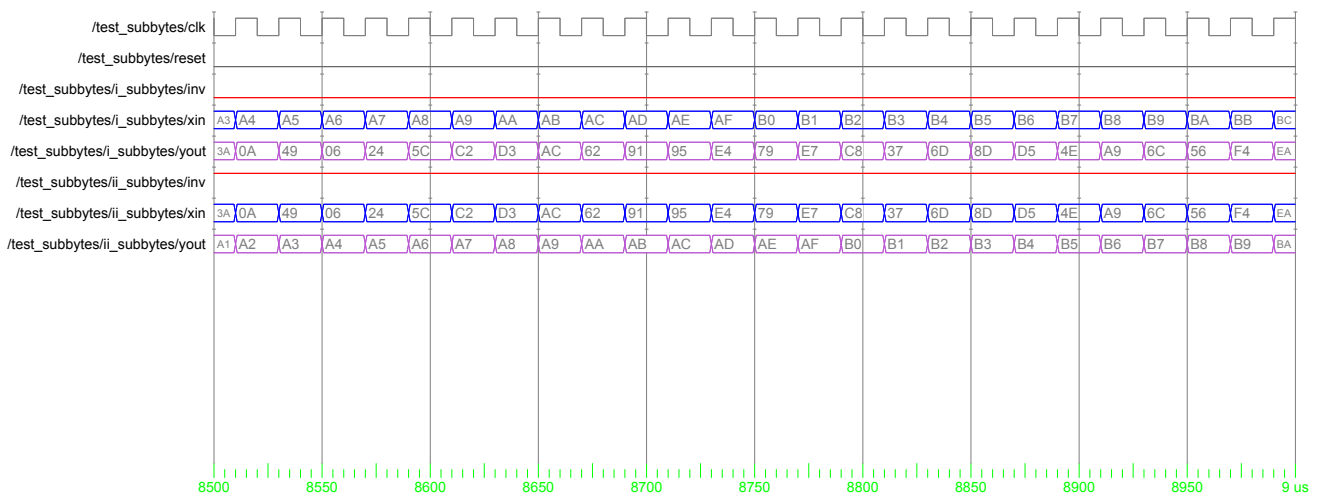 /test_subbytes/clk
/test_subbytes/reset
/test_subbytes/i_subbytes/inv
/test_subbytes/i_subbytes/xin A3 A4 A5 A6 A7 A8 A9 AA AB AC AD AE AF B0 B1 B2 B3 B4 B5 B6 B7 B8 B9 BA BB BC
/test_subbytes/i_subbytes/yout 3A 0A 49 06 24 5C C2 D3 AC 62 91 95 E4 79 E7 C8 37 6D 8D D5 4E A9 6C 56 F4 EA
/test_subbytes/ii_subbytes/inv
/test_subbytes/ii_subbytes/xin 3A 0A 49 06 24 5C C2 D3 AC 62 91 95 E4 79 E7 C8 37 6D 8D D5 4E A9 6C 56 F4 EA
/test_subbytes/ii_subbytes/yout A1 A2 A3 A4 A5 A6 A7 A8 A9 AA AB AC AD AE AF B0 B1 B2 B3 B4 B5 B6 B7 B8 B9 BA
8500 8550 8600 8650 8700 8750 8800 8850 8900 8950 9 us